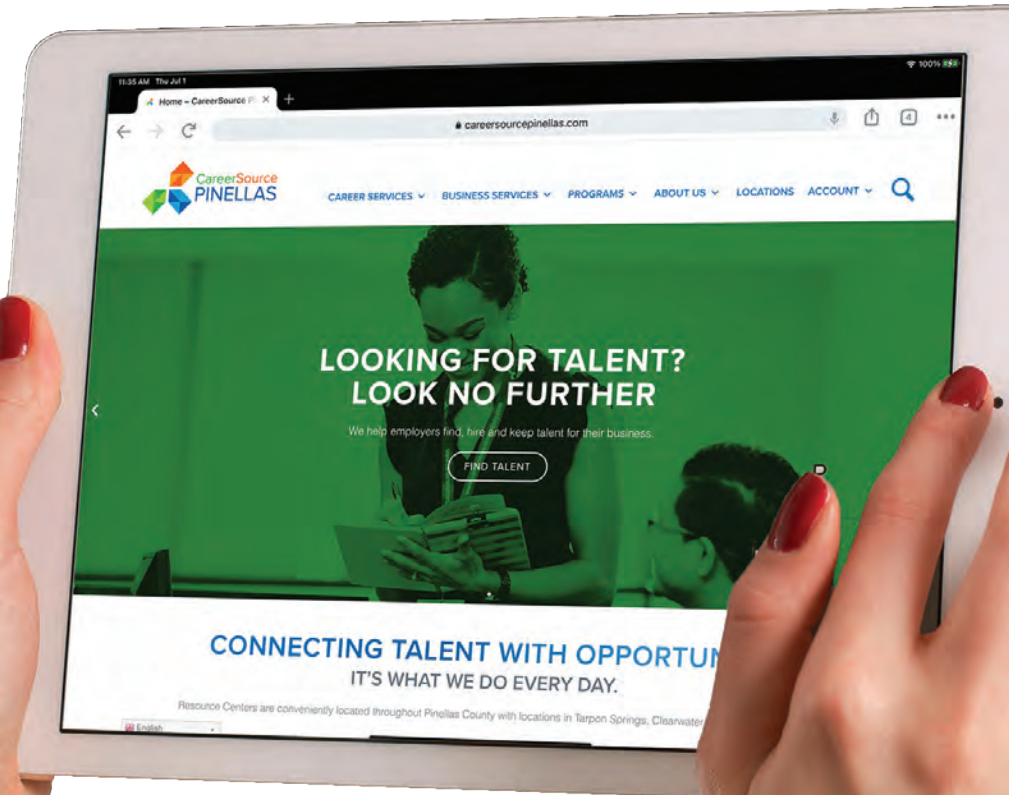 11:35 AM Thu Jul 1
100%
Home – CareerSource P
careersourcepinellas.com
4
CareerSource
PINELLAS
CAREER SERVICES
BUSINESS SERVICES
PROGRAMS
ABOUT US
LOCATIONS
ACCOUNT
LOOKING FOR TALENT?
LOOK NO FURTHER
We help employers find, hire and keep talent for their business.
FIND TALENT
CONNECTING TALENT WITH OPPORTUN
IT'S WHAT WE DO EVERY DAY.
Resource Centers are conveniently located throughout Pinellas County with locations in Tarpon Springs, Clearwater
English